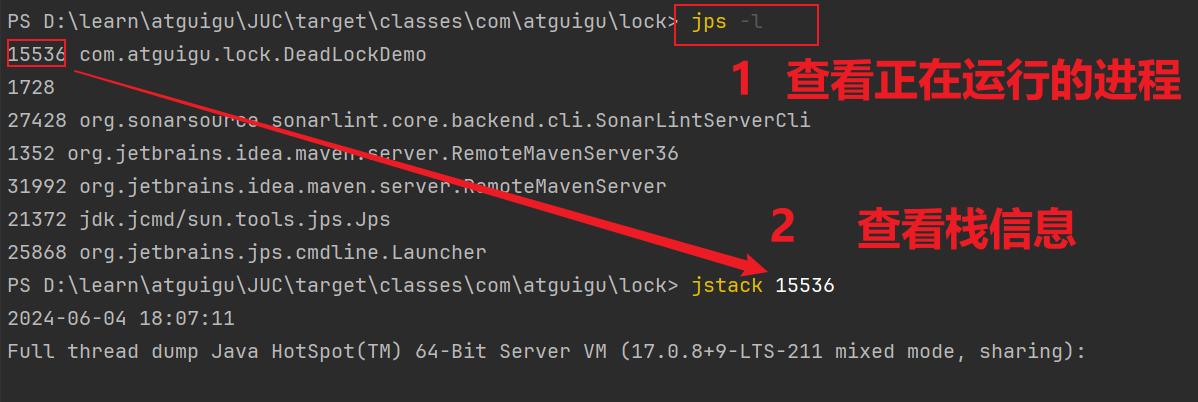 PS D:\learn\atguigu\JUC\target\classes\com\atguigu\lock> jps -l
15536 com.atguigu.lock.DeadLockDemo
1 查看正在运行的进程
1728
27428 org.sonarsource.sonarlint.core.backend.cli.SonarLintServerCli
1352 org.jetbrains.idea.maven.server.RemoteMavenServer36
31992 org.jetbrains.idea.maven.server.RemoteMavenServer
21372 jdk.jcmd/sun.tools.jps.Jps
2 查看栈信息
25868 org.jetbrains.jps.cmdline.Launcher
PS D:\learn\atguigu\JUC\target\classes\com\atguigu\lock> jstack 15536
2024-06-04 18:07:11
Full thread dump Java HotSpot(TM) 64-Bit Server VM (17.0.8+9-LTS-211 mixed mode, sharing):